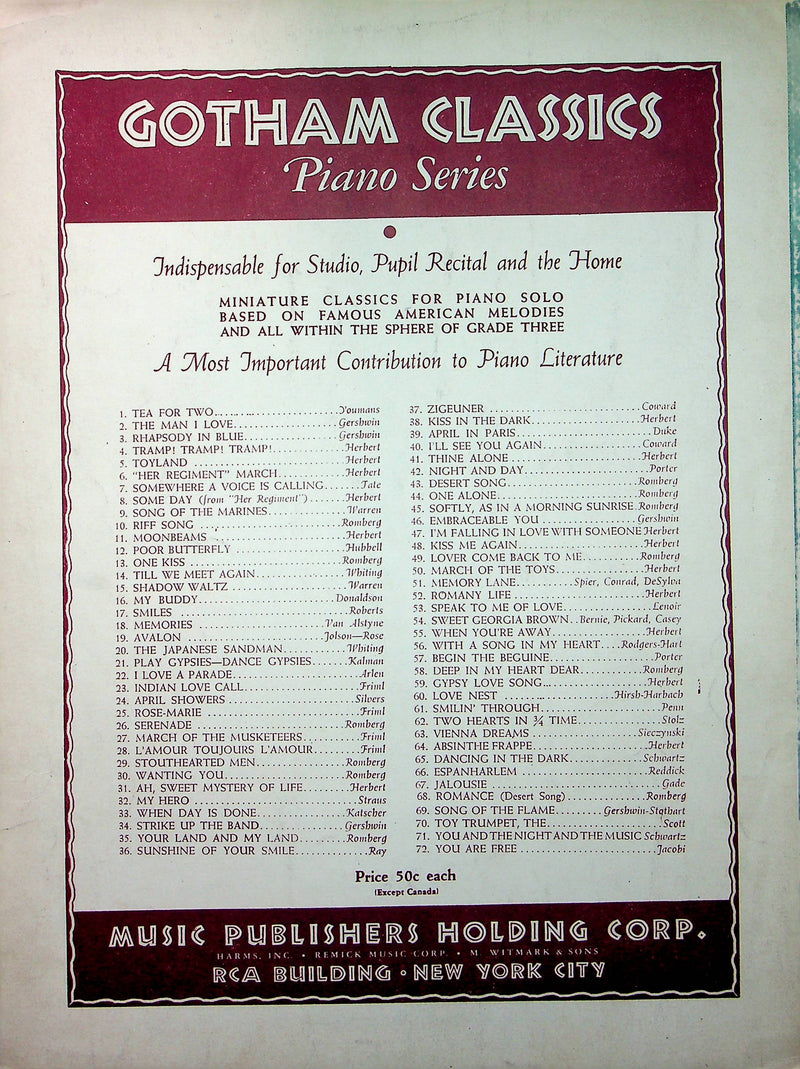 GOTHAM CLASSICS
Piano Series
Indispensable for Studio, Pupil Recital and the Home
MINIATURE CLASSICS FOR PIANO SOLO
BASED ON FAMOUS AMERICAN MELODIES
AND ALL WITHIN THE SPHERE OF GRADE THREE
A Most Important Contribution to Piano Literature
1. TEA FOR TWO....................Youmans
2. THE MAN I LOVE....................Gershwin
3. RHAPSODY IN BLUE....................Gershwin
4. TRAMP! TRAMP! TRAMP!....................Herbert
5. TOYLAND....................Herbert
6. "HER REGIMENT" MARCH....................Herbert
7. SOMEWHERE A VOICE IS CALLING........Tate
8. SOME DAY (from "Her Regiment")........Herbert
9. SONG OF THE MARINES....................Warren
10. RIFF SONG....................Romberg
11. MOONBEAMS....................Herbert
12. POOR BUTTERFLY....................Hubbell
13. ONE KISS....................Romberg
14. TILL WE MEET AGAIN....................Whiting
15. SHADOW WALTZ....................Warren
16. MY BUDDY....................Donaldson
17. SMILES....................Roberts
18. MEMORIES....................Van Alstyne
19. AVALON....................Jolson—Rose
20. THE JAPANESE SANDMAN....................Whiting
21. PLAY GYPSIES—DANCE GYPSIES........Kalman
22. I LOVE A PARADE....................Arlen
23. INDIAN LOVE CALL....................Friml
24. APRIL SHOWERS....................Silvers
25. ROSE-MARIE....................Friml
26. SERENADE....................Romberg
27. MARCH OF THE MUSKETEERS........Friml
28. L'AMOUR TOUJOURS L'AMOUR........Friml
29. STOUTHEARTED MEN....................Romberg
30. WANTING YOU....................Romberg
31. AH, SWEET MYSTERY OF LIFE........Herbert
32. MY HERO....................Straus
33. WHEN DAY IS DONE....................Katscher
34. STRIKE UP THE BAND....................Gershwin
35. YOUR LAND AND MY LAND........Romberg
36. SUNSHINE OF YOUR SMILE....................Ray
37. ZIGEUNER....................Coward
38. KISS IN THE DARK....................Herbert
39. APRIL IN PARIS....................Duke
40. I'LL SEE YOU AGAIN....................Coward
41. THINE ALONE....................Herbert
42. NIGHT AND DAY....................Porter
43. DESERT SONG....................Romberg
44. ONE ALONE....................Romberg
45. SOFTLY, AS IN A MORNING SUNRISE.Romberg
46. EMBRACEABLE YOU....................Gershwin
47. I'M FALLING IN LOVE WITH SOMEONE Herbert
48. KISS ME AGAIN....................Herbert
49. LOVER COME BACK TO ME........Romberg
50. MARCH OF THE TOYS....................Herbert
51. MEMORY LANE........Spier, Conrad, DeSylva
52. ROMANY LIFE....................Herbert
53. SPEAK TO ME OF LOVE....................Lenoir
54. SWEET GEORGIA BROWN..Bernie, Pickard, Casey
55. WHEN YOU'RE AWAY....................Herbert
56. WITH A SONG IN MY HEART....Rodgers-Hart
57. BEGIN THE BEGUINE....................Porter
58. DEEP IN MY HEART DEAR........Romberg
59. GYPSY LOVE SONG....................Herbert
60. LOVE NEST....................Hirsh-Harbach
61. SMILIN' THROUGH....................Penn
62. TWO HEARTS IN ¾ TIME....................Stolz
63. VIENNA DREAMS....................Sieczynski
64. ABSINTHE FRAPPE....................Herbert
65. DANCING IN THE DARK....................Schwartz
66. ESPANHARLEM....................Reddick
67. JALOUSIE....................Gade
68. ROMANCE (Desert Song)....................Romberg
69. SONG OF THE FLAME........Gershwin-Stothart
70. TOY TRUMPET, THE....................Scott
71. YOU AND THE NIGHT AND THE MUSIC Schwartz
72. YOU ARE FREE....................Jacobi
Price 50c each
(Except Canada)
MUSIC PUBLISHERS HOLDING CORP.
HARMS, INC. • REMICK MUSIC CORP. • M. WITMARK & SONS
RCA BUILDING • NEW YORK CITY